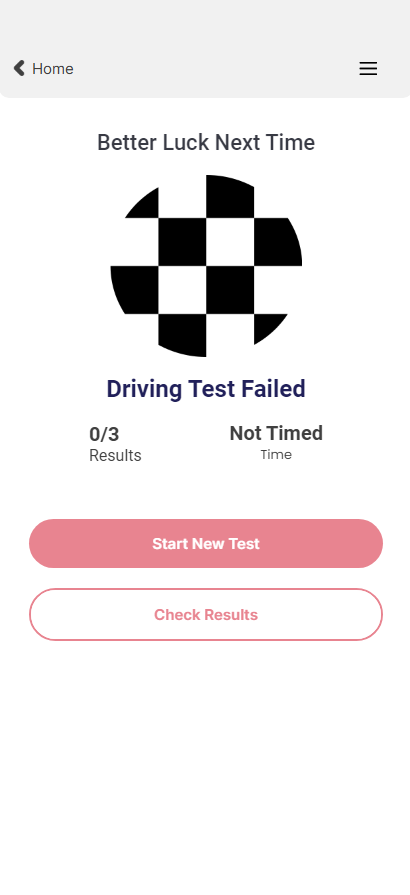 Home
Better Luck Next Time
Driving Test Failed
0/3
Results
Not Timed
Time
Start New Test
Check Results